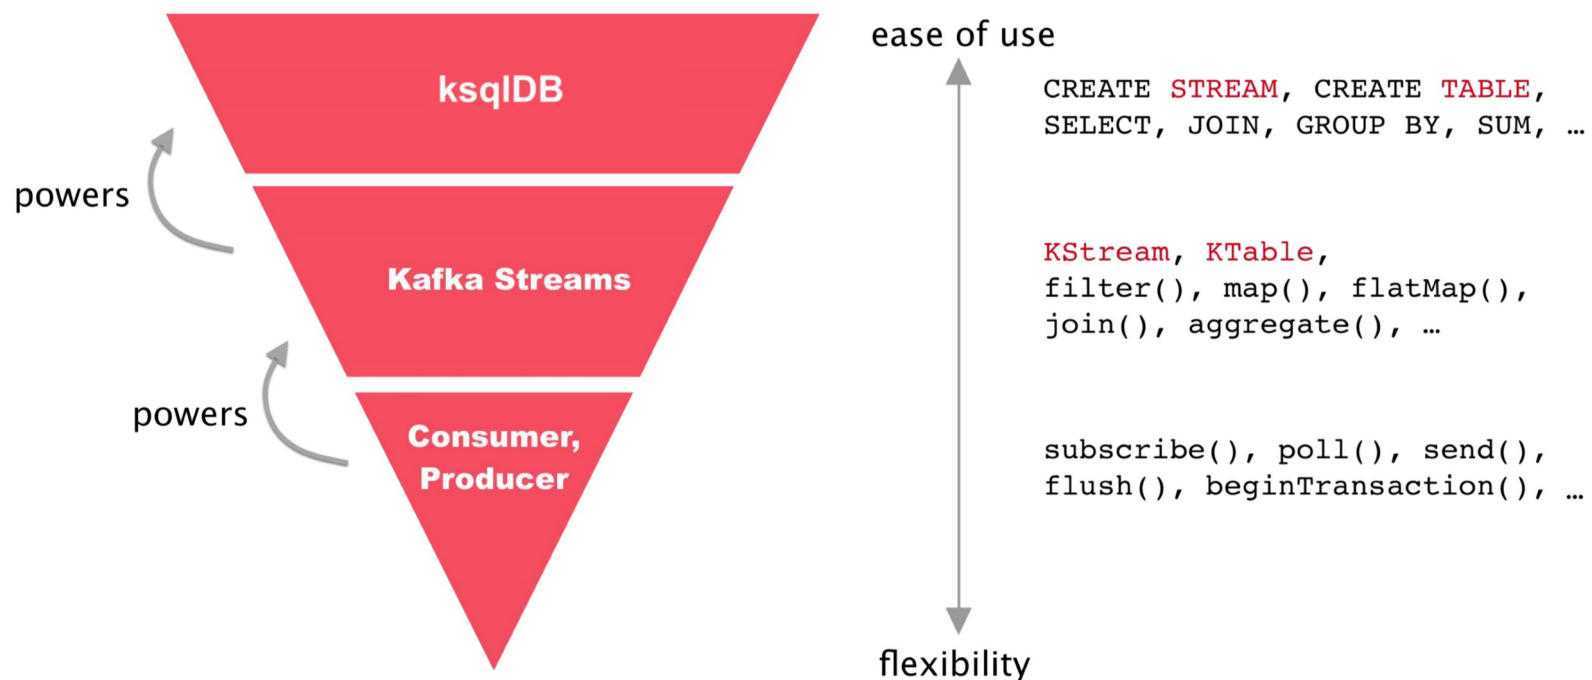 ksqlDB
powers
Kafka Streams
powers
Consumer,
Producer
ease of use
flexibility
CREATE STREAM, CREATE TABLE,
SELECT, JOIN, GROUP BY, SUM, …
KStream, KTable,
filter(), map(), flatMap(),
join(), aggregate(), …
subscribe(), poll(), send(),
flush(), beginTransaction(), …